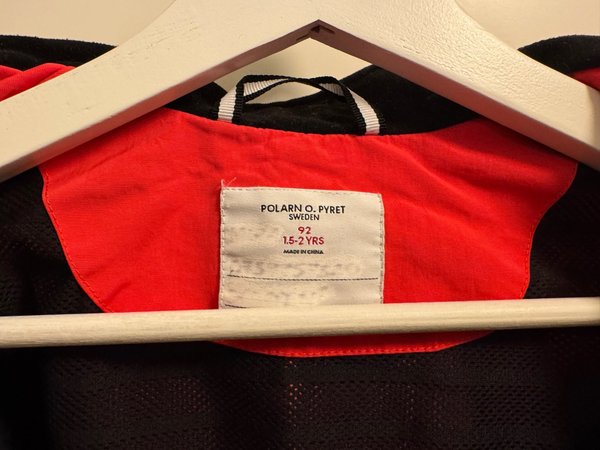 POLARN O. PYRET
SWEDEN
92
1.5-2 YRS
MADE IN CHINA